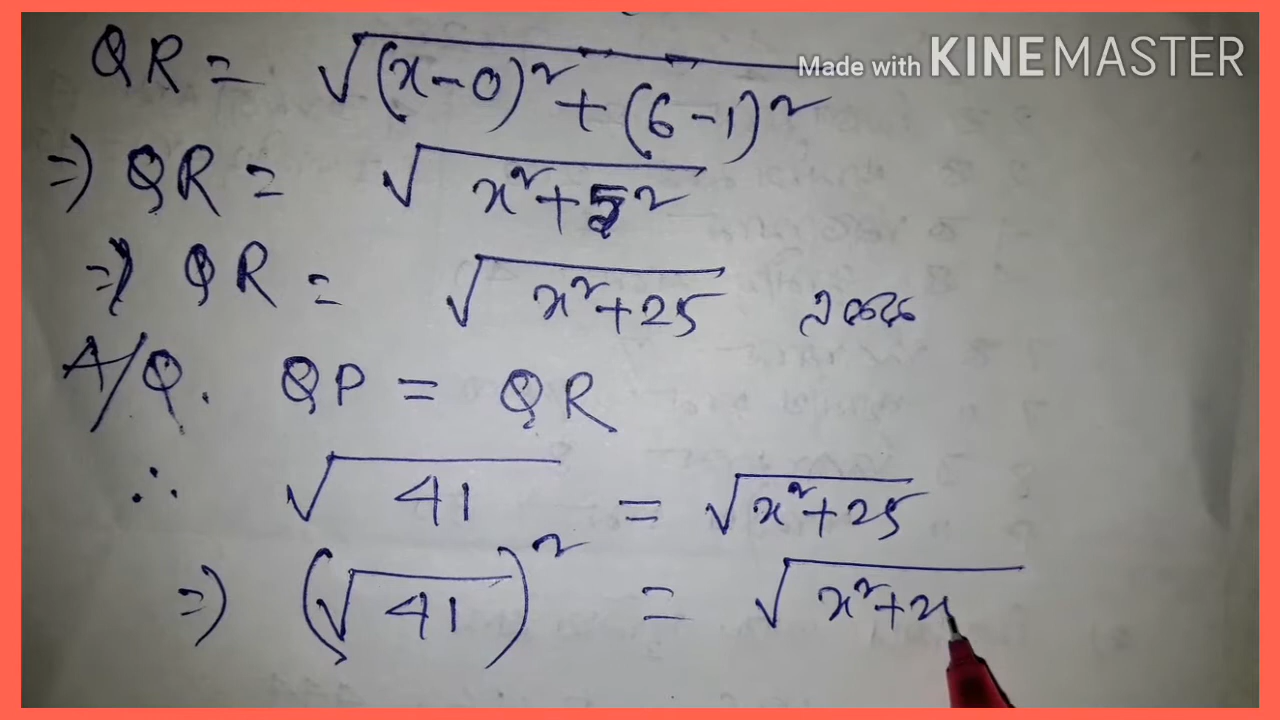 Made with KINEMASTER
QR = √(x-0)² + (6-1)²
⇒ QR = √x²+5²
⇒ QR = √x²+25
A/Q. QP = QR
∴ √41 = √x²+25
⇒ (√41)² = √x²+x